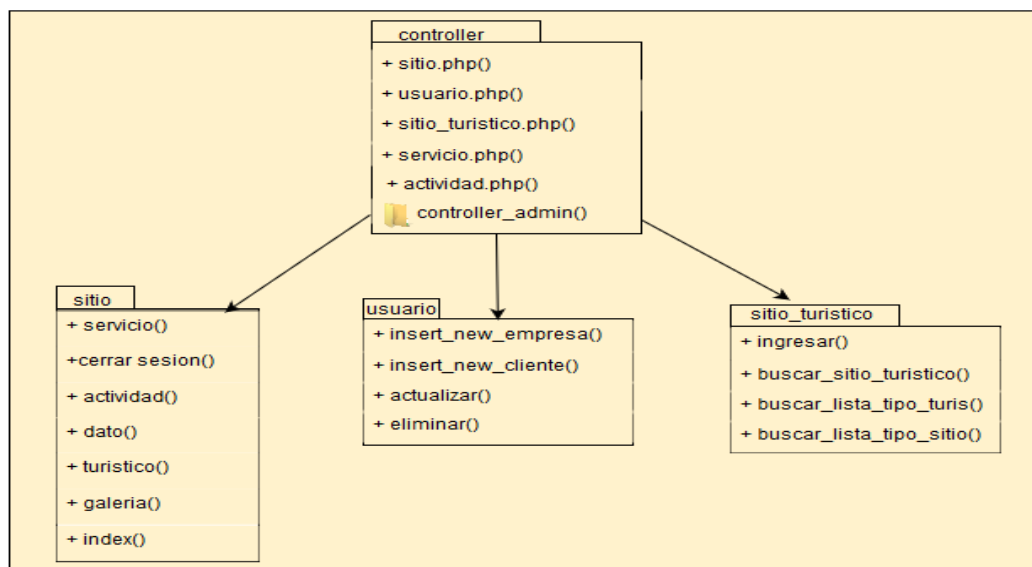 controller
+ sitio.php()
+ usuario.php()
+ sitio_turistico.php()
+ servicio.php()
+ actividad.php()
controller_admin()
sitio
+ servicio()
+cerrar sesion()
+ actividad()
+ dato()
+ turistico()
+ galeria()
+ index()
usuario
+ insert_new_empresa()
+ insert_new_cliente()
+ actualizar()
+ eliminar()
sitio_turistico
+ ingresar()
+ buscar_sitio_turistico()
+ buscar_lista_tipo_turis()
+ buscar_lista_tipo_sitio()